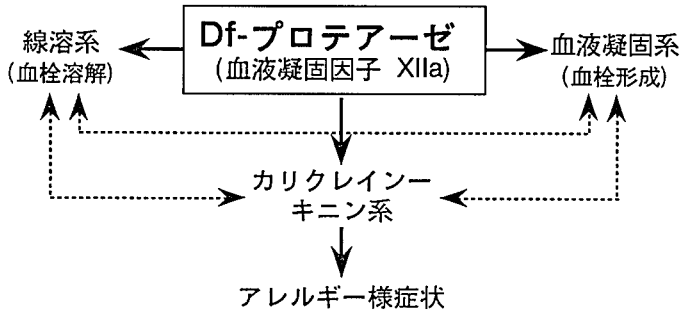 線溶系
(血栓溶解)
Df-プロテアーゼ
(血液凝固因子 XIIa)
血液凝固系
(血栓形成)
カリクレインー
キニン系
アレルギー様症状